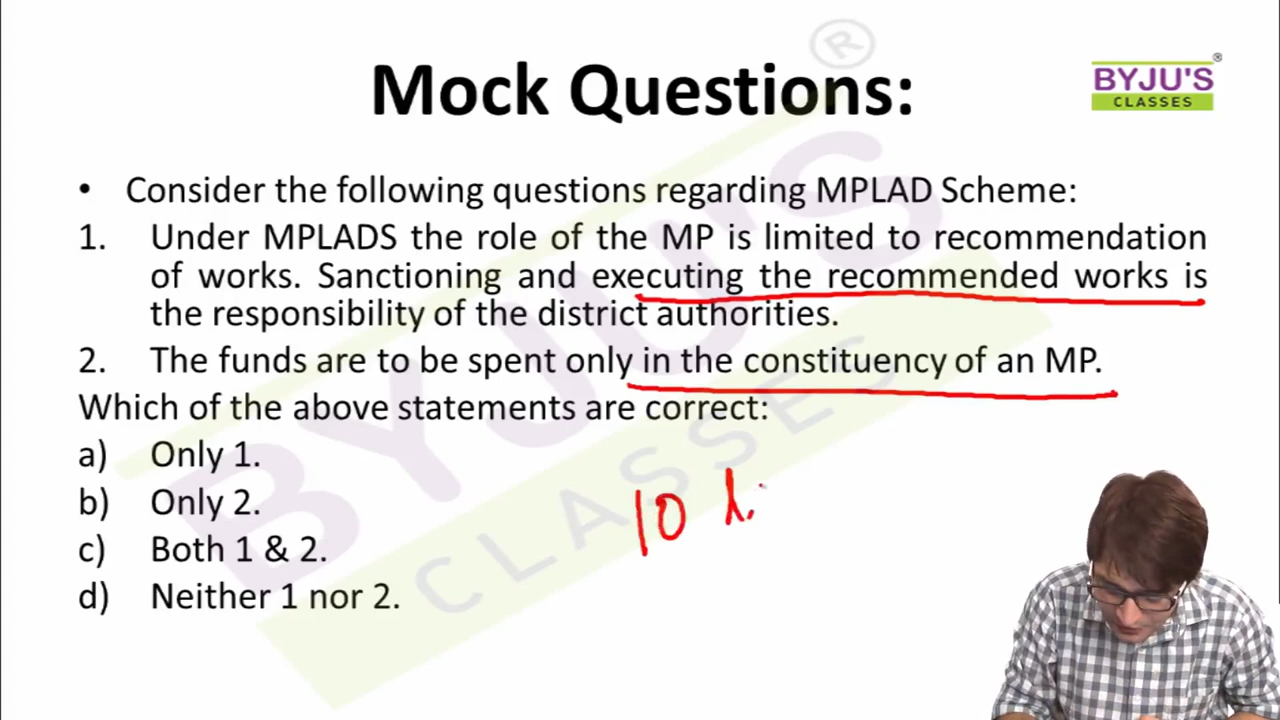 Mock Questions:
BYJU'S
CLASSES
• Consider the following questions regarding MPLAD Scheme:
1. Under MPLADS the role of the MP is limited to recommendation
of works. Sanctioning and executing the recommended works is
the responsibility of the district authorities.
2. The funds are to be spent only in the constituency of an MP.
Which of the above statements are correct:
a) Only 1.
b) Only 2.
c) Both 1 & 2.
d) Neither 1 nor 2.
10
BYJU'S
CLASSES